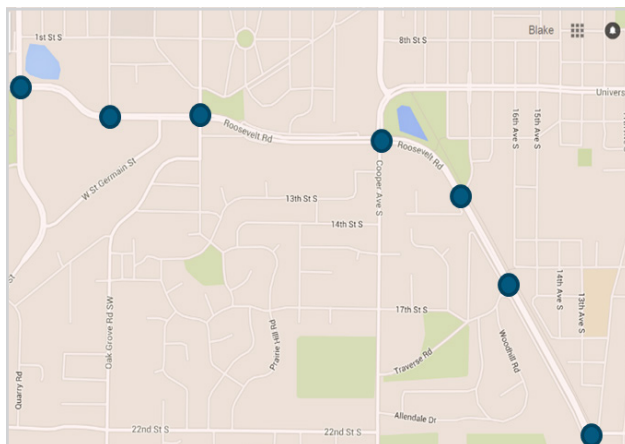 1st St S
8th St S
Blake
Univers
16th Ave S
15th Ave S
Roosevelt Rd
Roosevelt Rd
W St Germain St
Cooper Ave S
13th St S
14th St S
St
Oak Grove Rd SW
Prairie Hill Rd
17th St S
14th Ave S
13th Ave S
Traverse Rd
Woodhill Rd
Quarry Rd
Allendale Dr
22nd St S
22nd St S